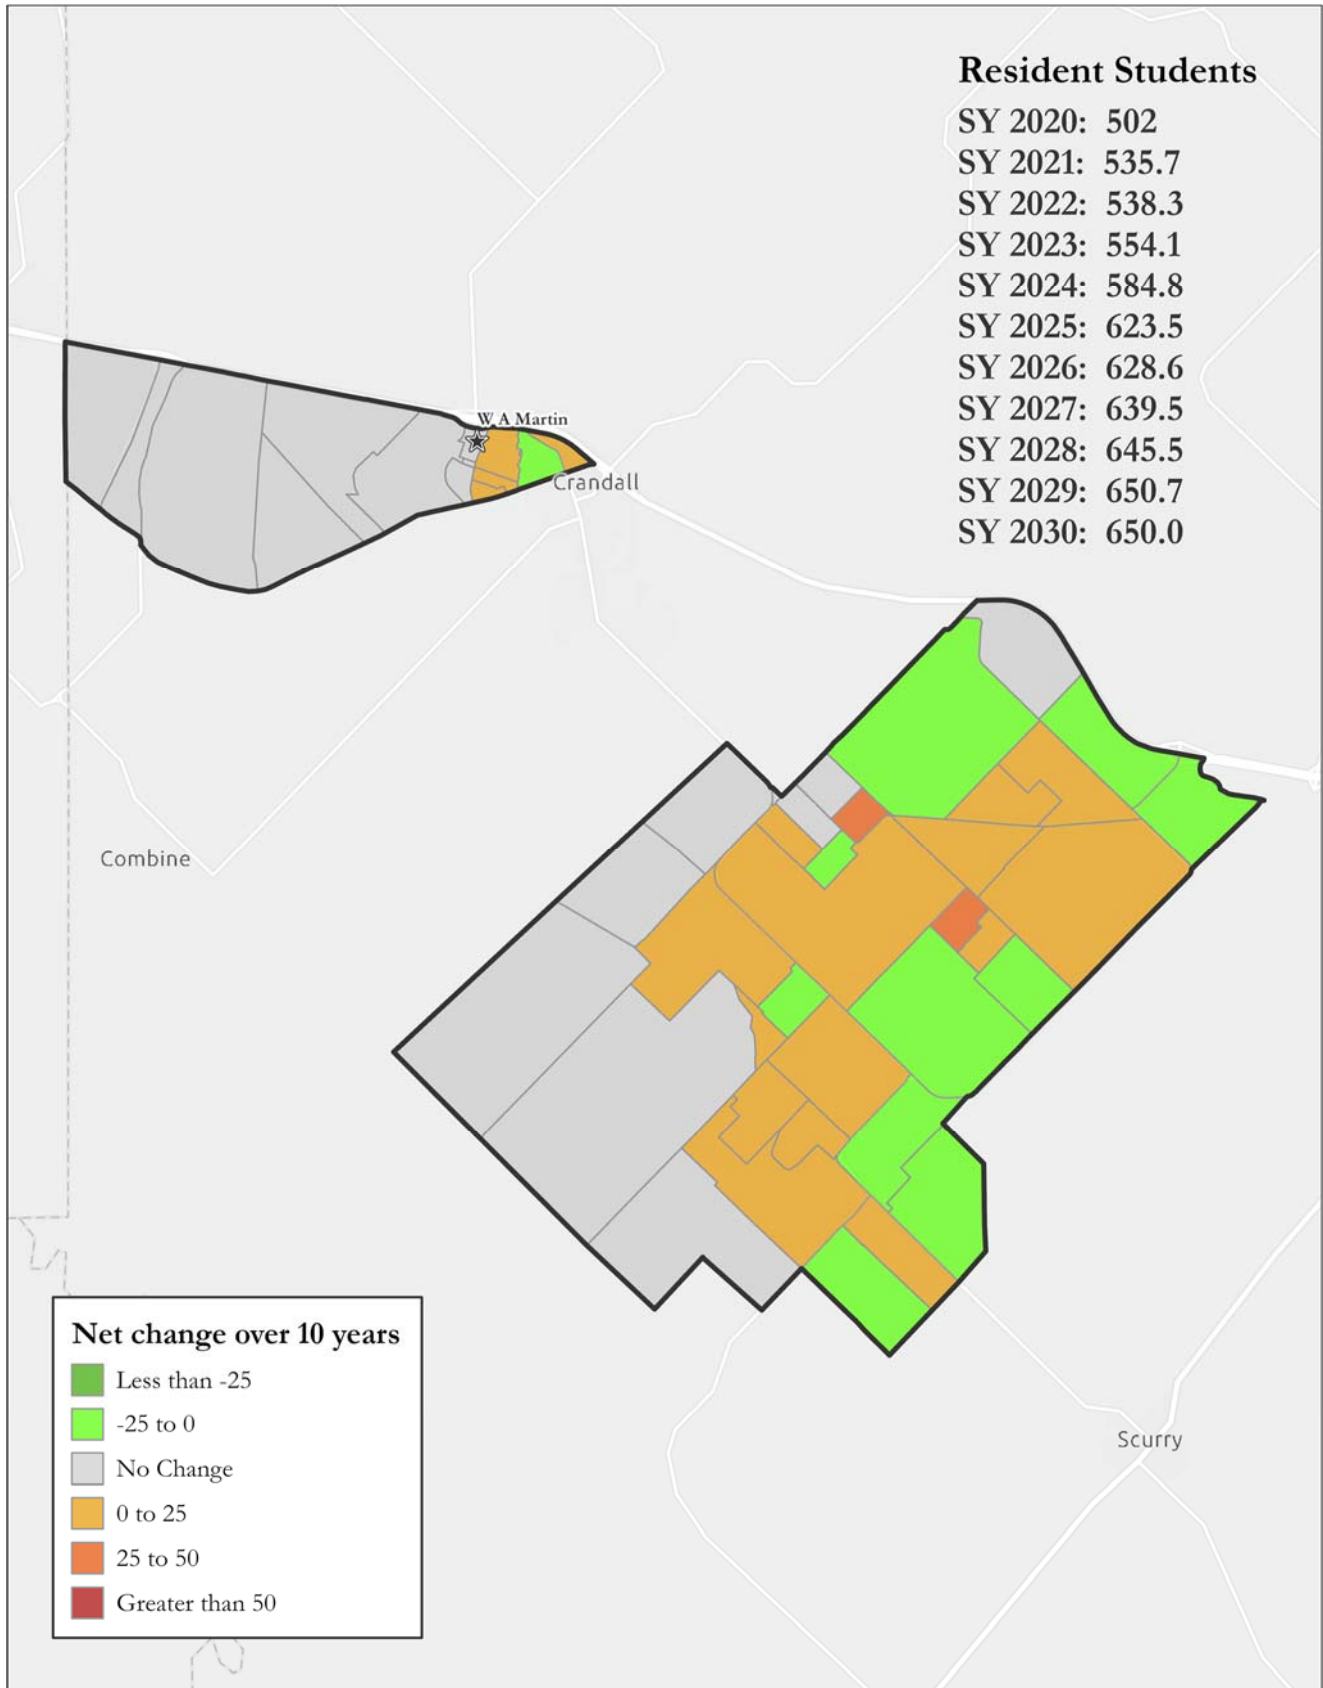 Resident Students
SY 2020: 502
SY 2021: 535.7
SY 2022: 538.3
SY 2023: 554.1
SY 2024: 584.8
SY 2025: 623.5
SY 2026: 628.6
SY 2027: 639.5
SY 2028: 645.5
SY 2029: 650.7
SY 2030: 650.0
W A Martin
Crandall
Combine
Scurry
Net change over 10 years
Less than -25
-25 to 0
No Change
0 to 25
25 to 50
Greater than 50